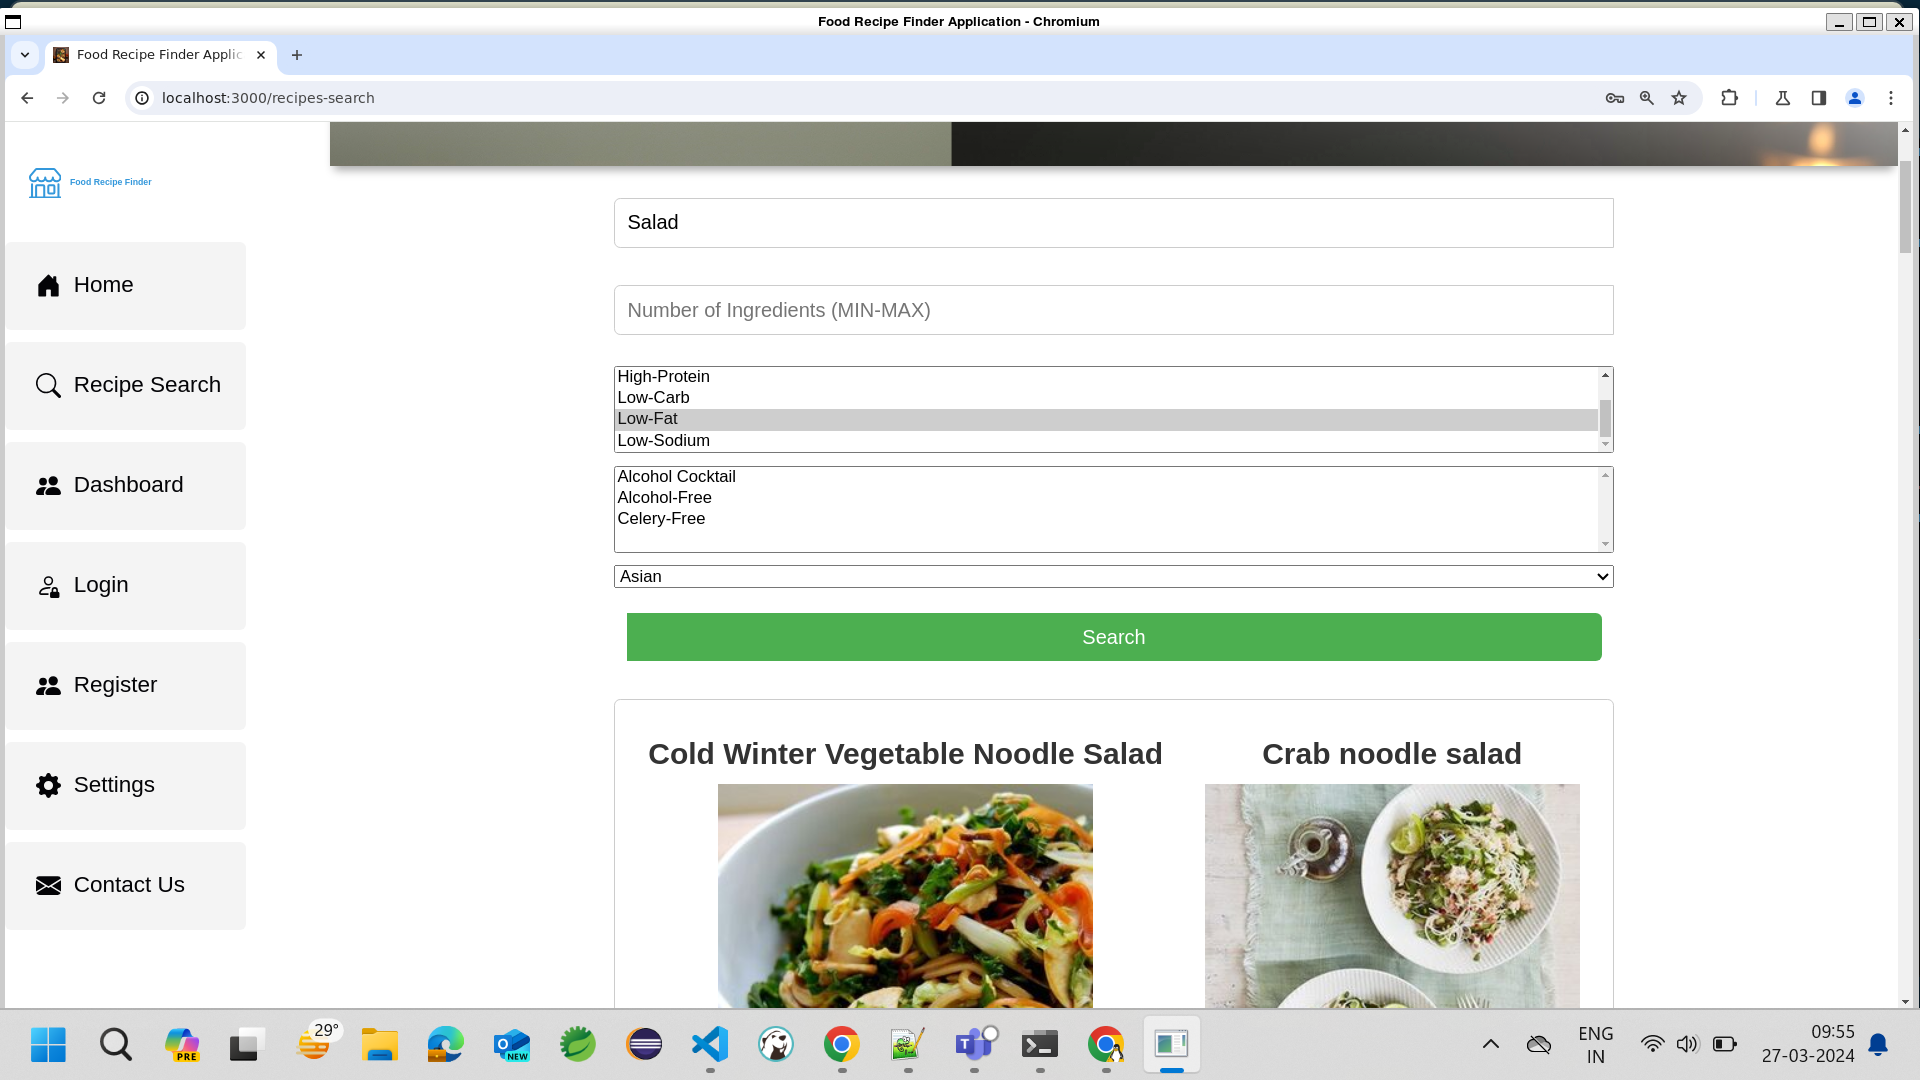 Food Recipe Finder Application - Chromium
Food Recipe Finder Applic
localhost:3000/recipes-search
Food Recipe Finder
Home
Recipe Search
Dashboard
Login
Register
Settings
Contact Us
Salad
Number of Ingredients (MIN-MAX)
High-Protein
Low-Carb
Low-Fat
Low-Sodium
Alcohol Cocktail
Alcohol-Free
Celery-Free
Asian
Search
Cold Winter Vegetable Noodle Salad
Crab noodle salad
PRE
29°
NEW
ENG
IN
09:55
27-03-2024